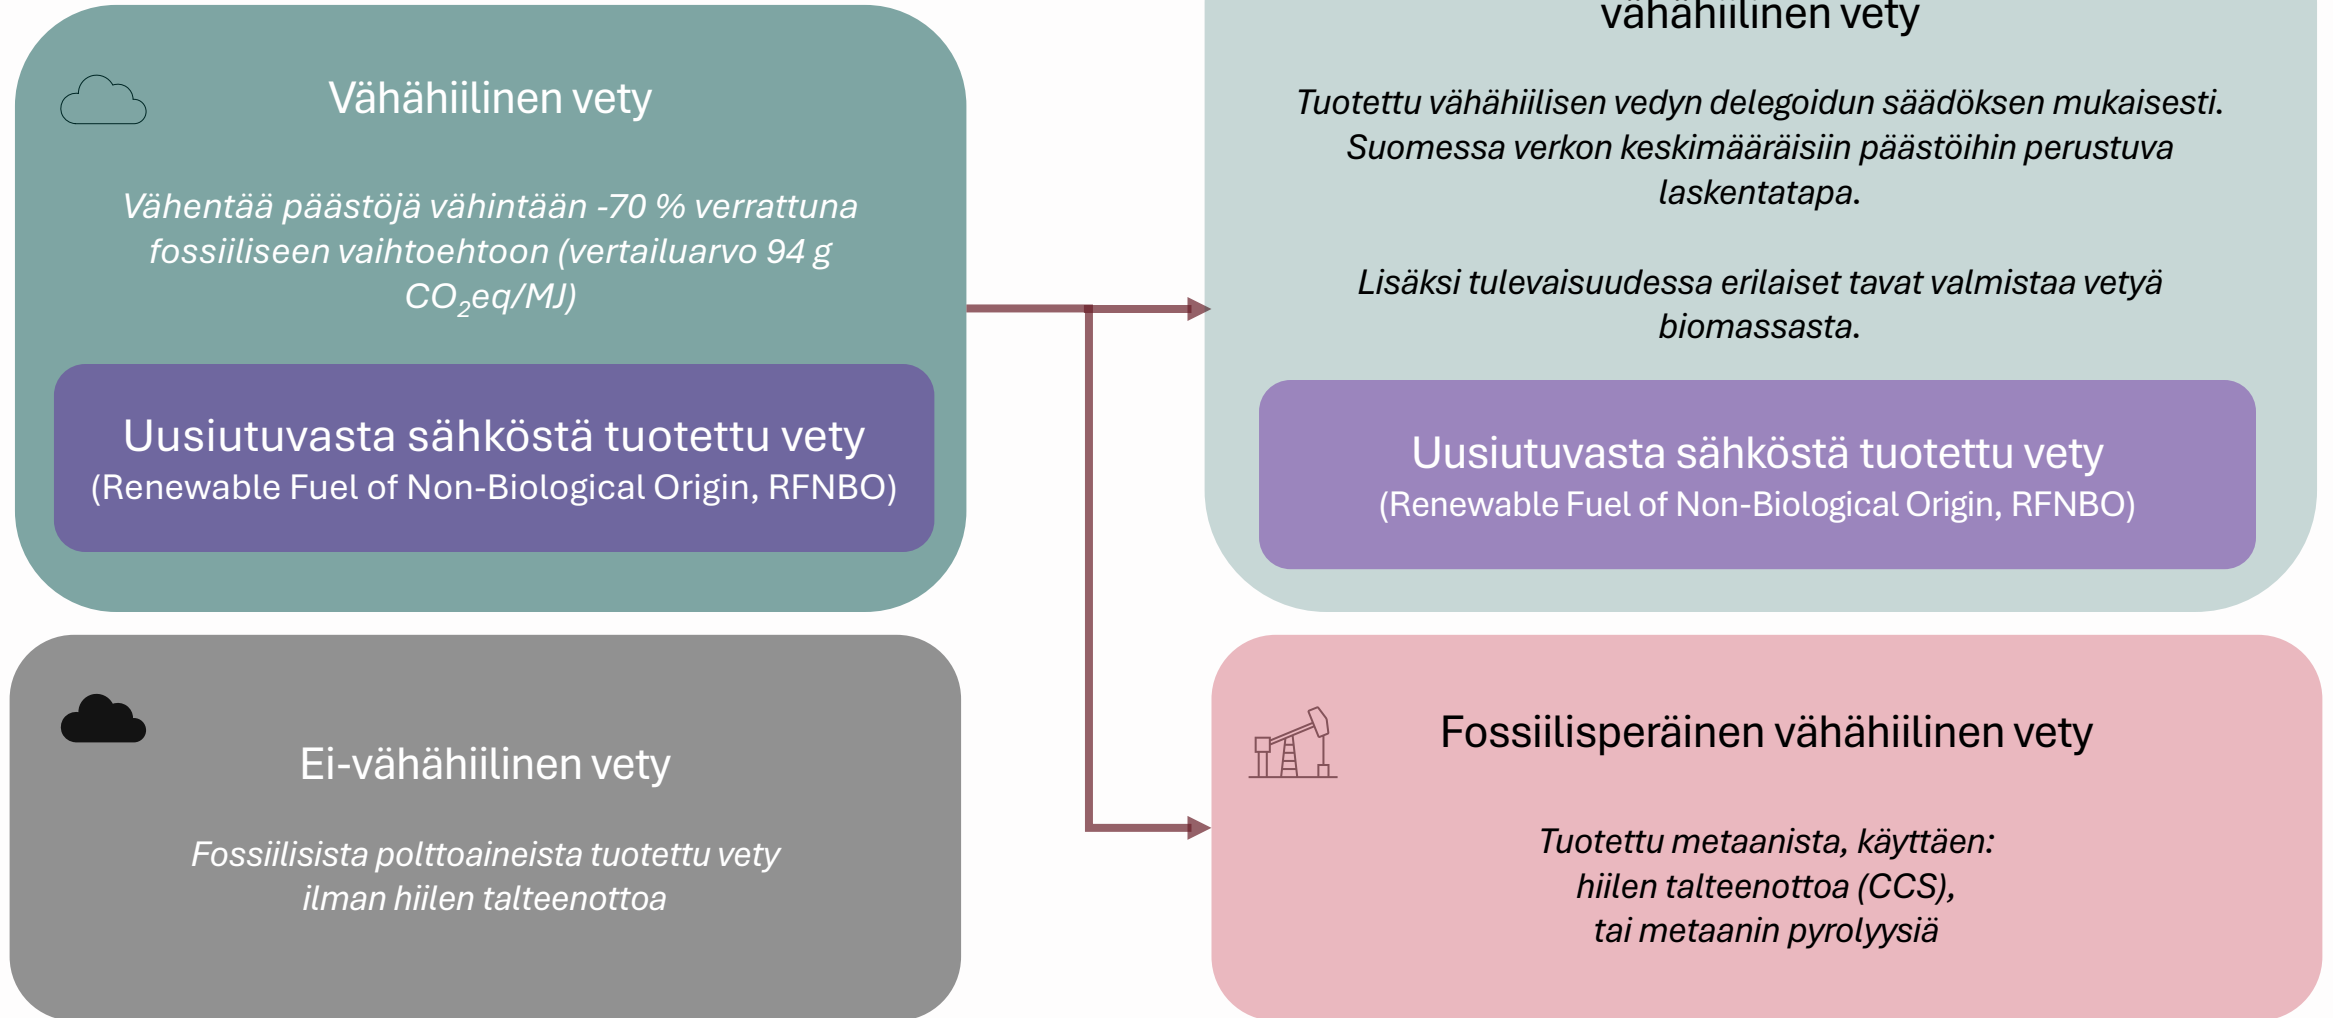 Vähähiilinen vety
Vähentää päästöjä vähintään -70 % verrattuna
fossiiliseen vaihtoehtoon (vertailuarvo 94 g
CO₂eq/MJ)
Uusiutuvasta sähköstä tuotettu vety
(Renewable Fuel of Non-Biological Origin, RFNBO)
vähähiilinen vety
Tuotettu vähähiilisen vedyn delegoidun säädöksen mukaisesti.
Suomessa verkon keskimääräisiin päästöihin perustuva
laskentatapa.
Lisäksi tulevaisuudessa erilaiset tavat valmistaa vetyä
biomassasta.
Uusiutuvasta sähköstä tuotettu vety
(Renewable Fuel of Non-Biological Origin, RFNBO)
Ei-vähähiilinen vety
Fossiilisista polttoaineista tuotettu vety
ilman hiilen talteenottoa
Fossiilisperäinen vähähiilinen vety
Tuotettu metaanista, käyttäen:
hiilen talteenottoa (CCS),
tai metaanin pyrolyysiä